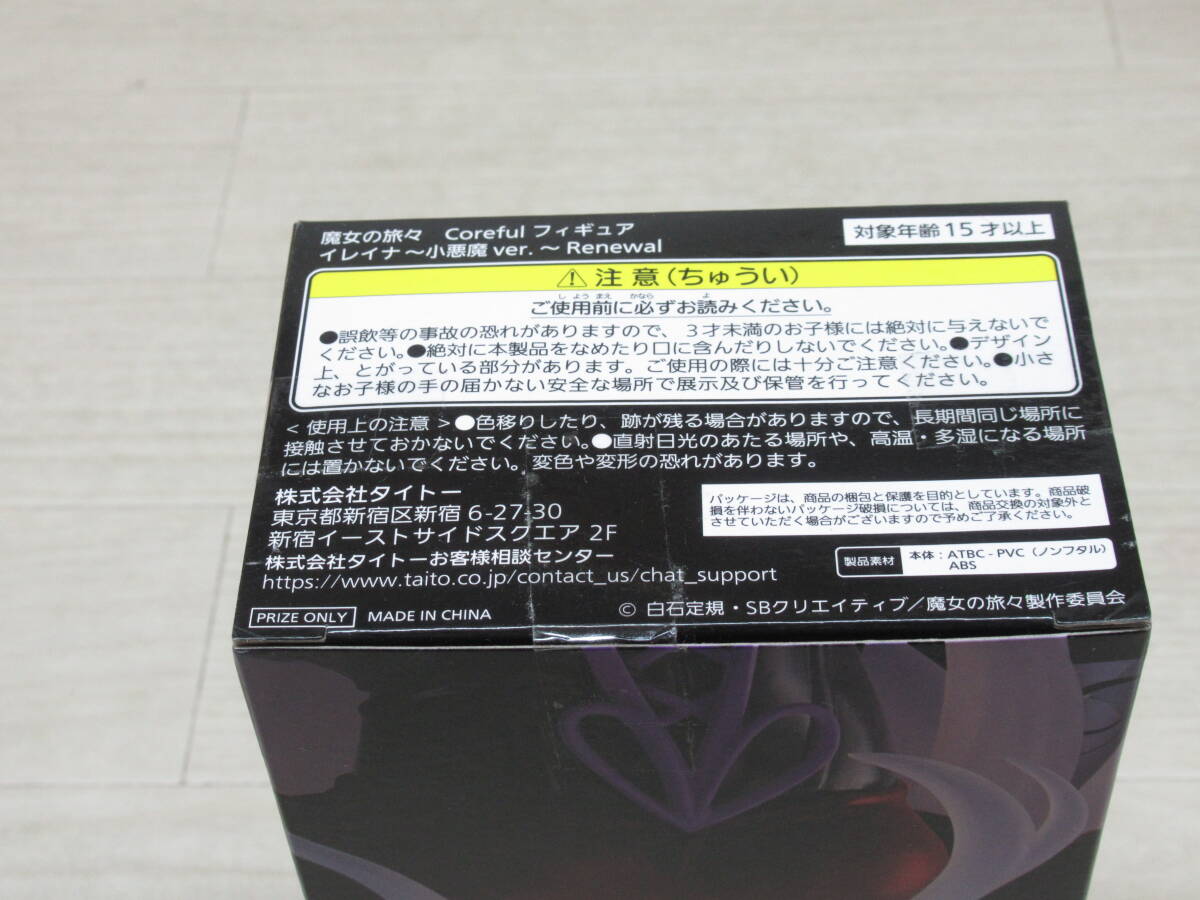 魔女の旅々　Coreful フィギュア
イレイナ～小悪魔 ver.～ Renewal
対象年齢15才以上
⚠注意(ちゅうい)
ご使用前に必ずお読みください。
●誤飲等の事故の恐れがありますので、3才未満のお子様には絶対に与えないで
ください。●絶対に本製品をなめたり口に含んだりしないでください。●デザイン
上、とがっている部分があります。ご使用の際には十分ご注意ください。●小さ
なお子様の手の届かない安全な場所で展示及び保管を行ってください。
<使用上の注意>●色移りしたり、跡が残る場合がありますので、長期間同じ場所に
接触させておかないでください。●直射日光のあたる場所や、高温・多湿になる場所
には置かないでください。変色や変形の恐れがあります。
株式会社タイトー
東京都新宿区新宿 6-27-30
新宿イーストサイドスクエア 2F
株式会社タイトーお客様相談センター
https://www.taito.co.jp/contact_us/chat_support
パッケージは、商品の梱包と保護を目的としています。商品破
損を伴わないパッケージ破損については、商品交換の対象外と
させていただく場合がございますので予めご了承ください。
製品素材
本体：ATBC-PVC（ノンフタル）
ABS
PRIZE ONLY MADE IN CHINA
© 白石定規・SBクリエイティブ／魔女の旅々製作委員会